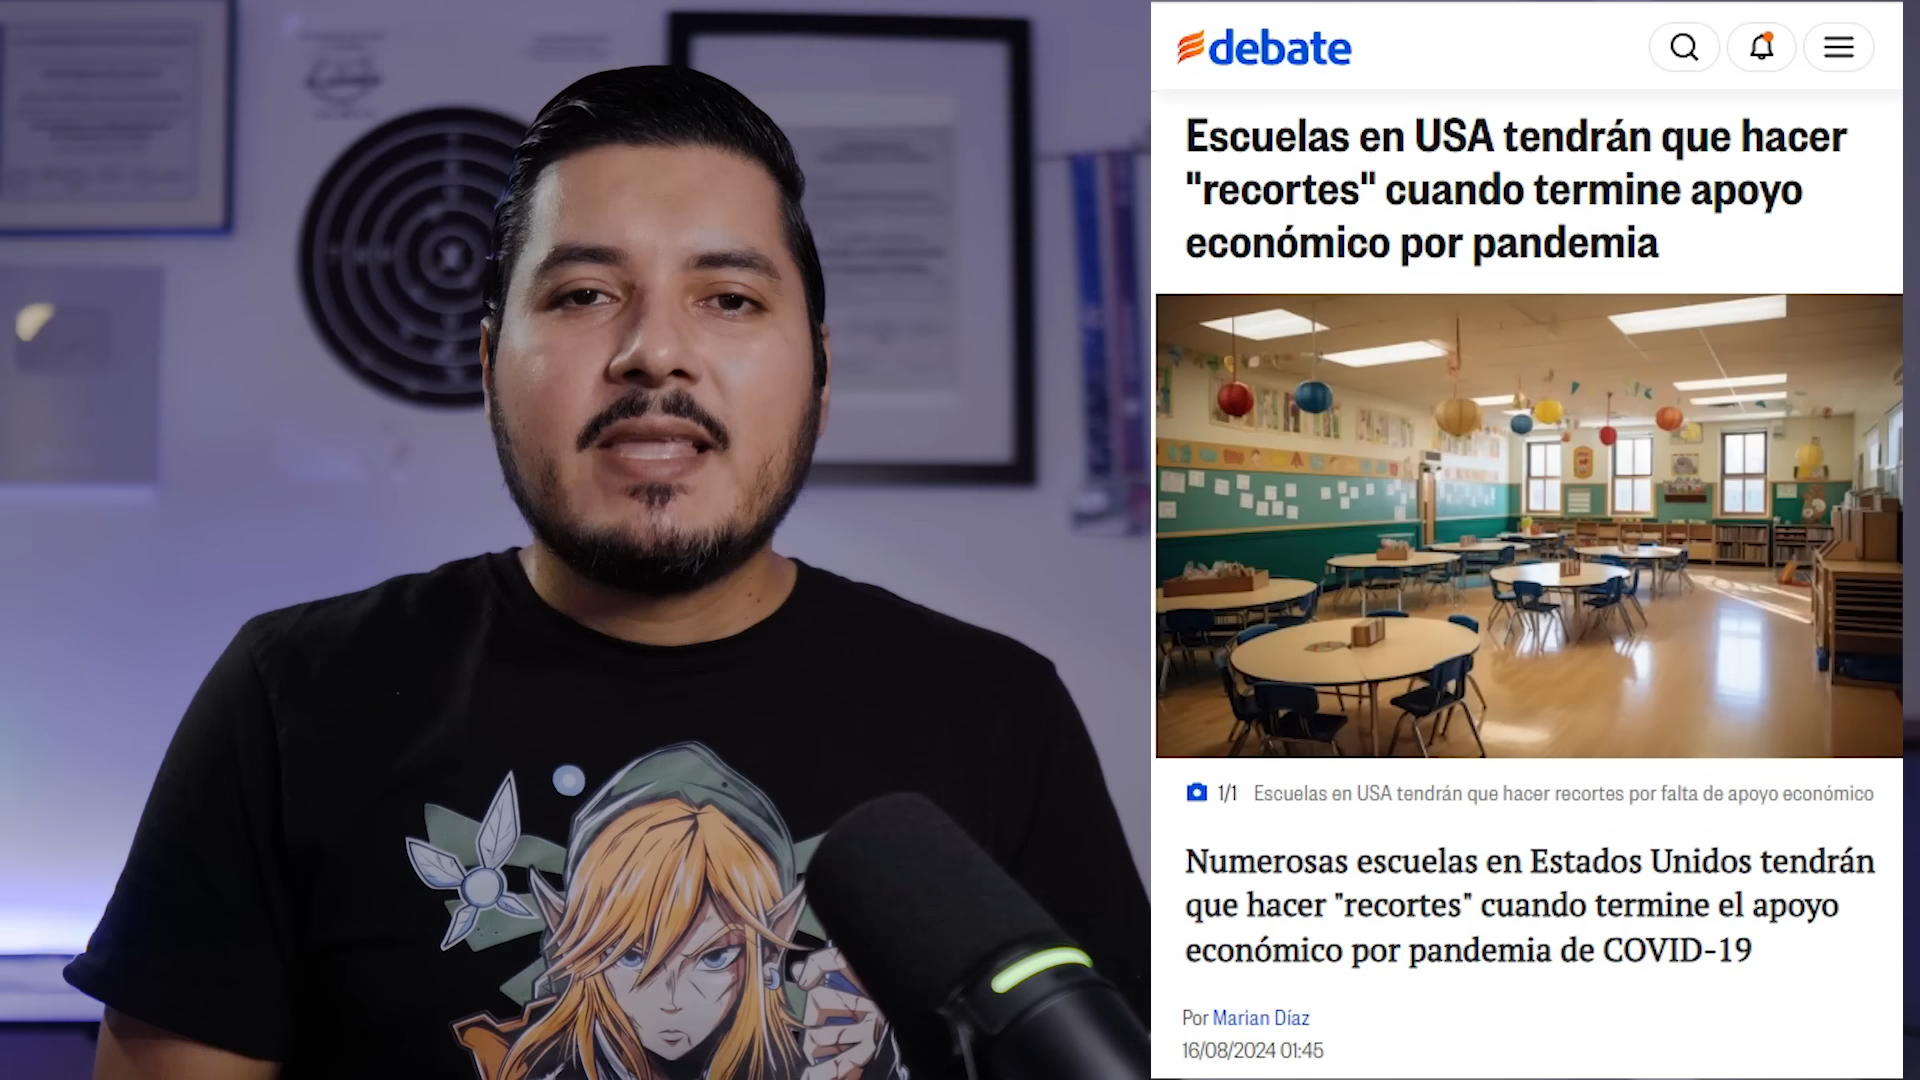 debate
Escuelas en USA tendrán que hacer
"recortes" cuando termine apoyo
económico por pandemia
1/1 Escuelas en USA tendrán que hacer recortes por falta de apoyo económico
Numerosas escuelas en Estados Unidos tendrán
que hacer "recortes" cuando termine el apoyo
económico por pandemia de COVID-19
Por Marian Díaz
16/08/2024 01:45